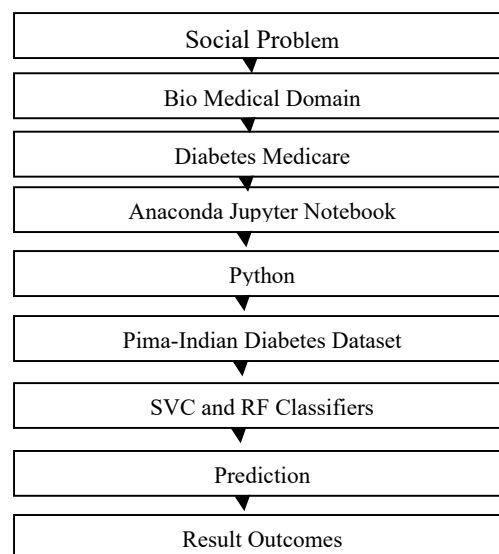 Social Problem
Bio Medical Domain
Diabetes Medicare
Anaconda Jupyter Notebook
Python
Pima-Indian Diabetes Dataset
SVC and RF Classifiers
Prediction
Result Outcomes